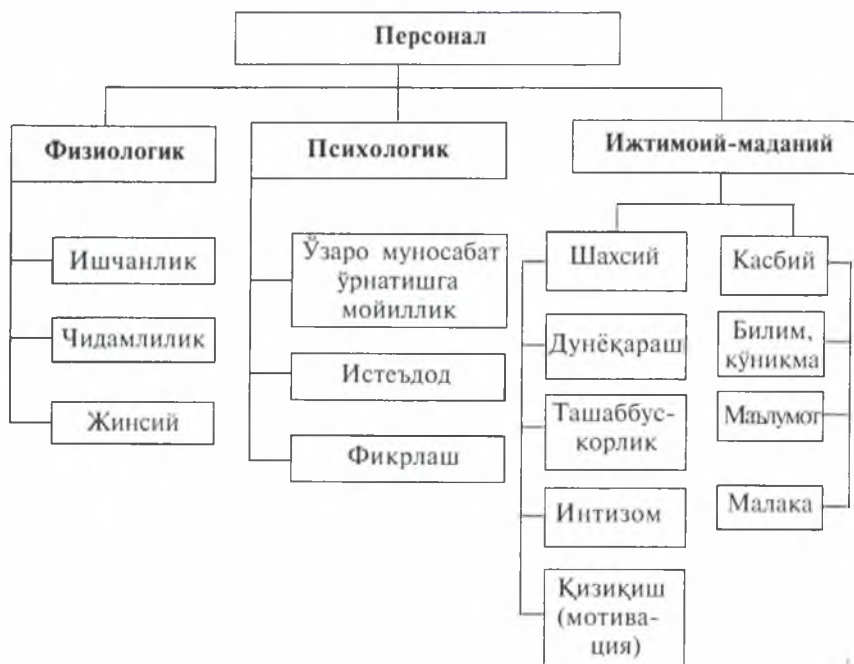 Персонал
Физиологик
Ишчанлик
Чидамлилик
Жинсий
Психологик
Ўзаро муносабат
ўрнатишга
мойиллик
Истеъдод
Фикрлаш
Ижтимоий-маданий
Шахсий
Дунёқараш
Ташаббус-
корлик
Интизом
Қизиқиш
(мотива-
ция)
Касбий
Билим,
кўникма
Маълумот
Малака